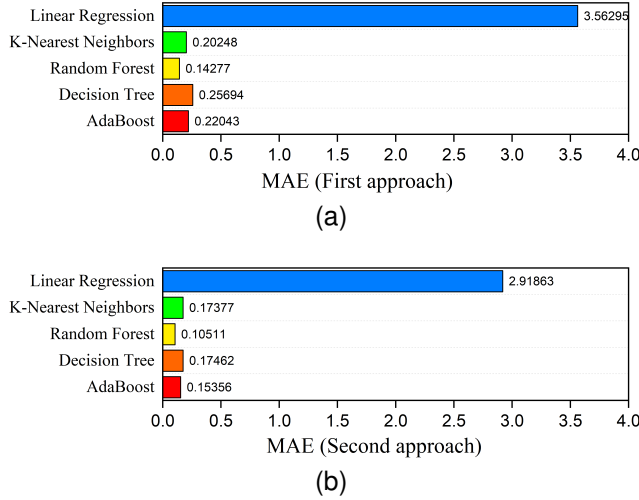 Linear Regression 3.56295
K-Nearest Neighbors 0.20248
Random Forest 0.14277
Decision Tree 0.25694
AdaBoost 0.22043
0.0 0.5 1.0 1.5 2.0 2.5 3.0 3.5 4.0
MAE (First approach)
(a)
Linear Regression 2.91863
K-Nearest Neighbors 0.17377
Random Forest 0.10511
Decision Tree 0.17462
AdaBoost 0.15356
0.0 0.5 1.0 1.5 2.0 2.5 3.0 3.5 4.0
MAE (Second approach)
(b)